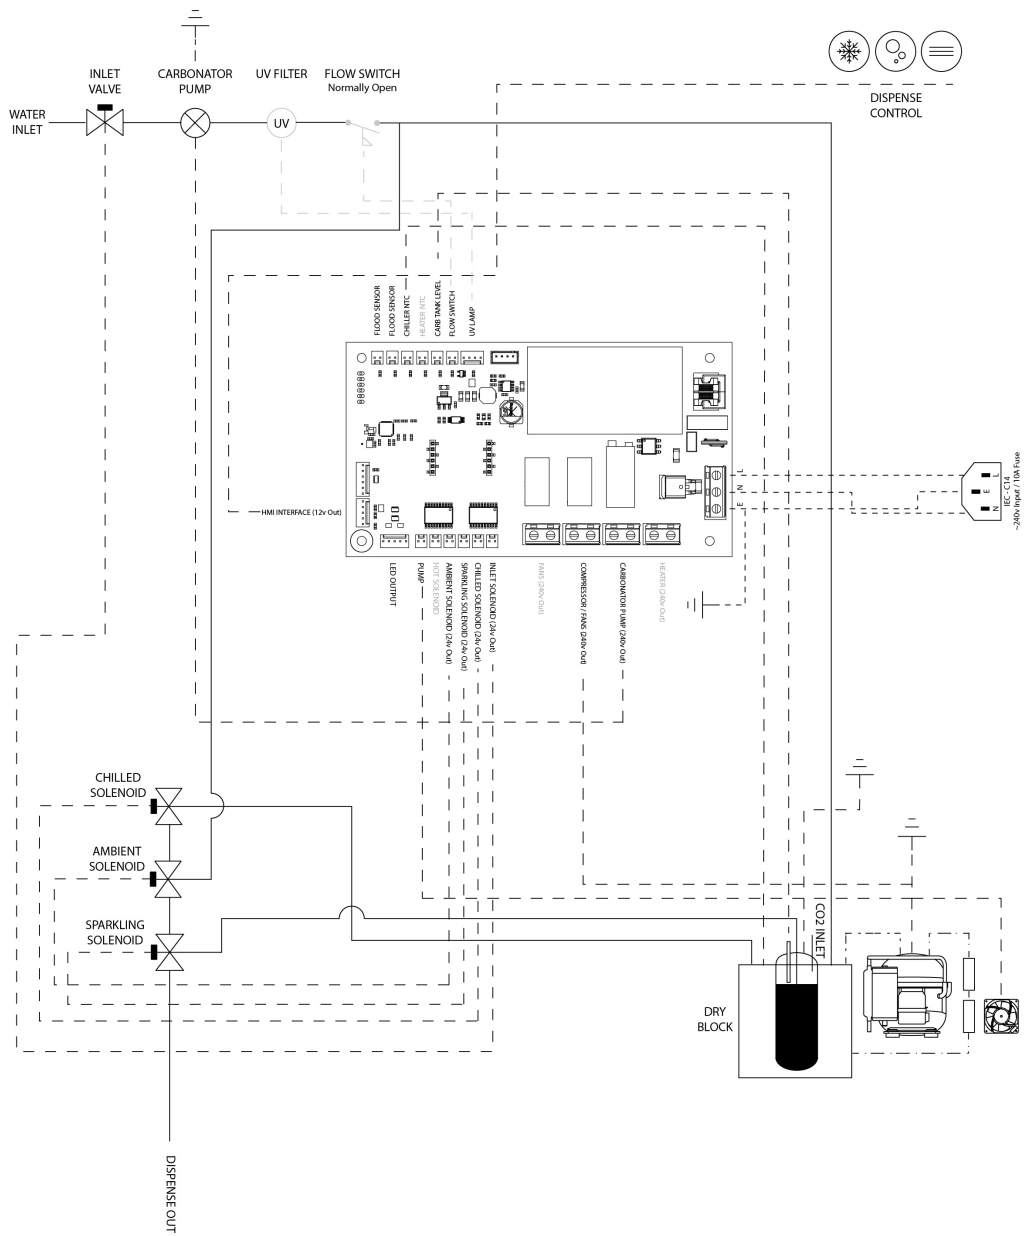 INLET
VALVE
CARBONATOR
PUMP
UV FILTER
FLOW SWITCH
Normally Open
WATER
INLET
UV
DISPENSE
CONTROL
FLOOD SENSOR
FLOOD SENSOR
CHILLER NTC
HEATER NTC
CARB TANK LEVEL
FLOW SWITCH
UV LAMP
L
N
E
L
E
N
IEC - C14
~240v Input / 10A Fuse
HMI INTERFACE (12v Out)
LED OUTPUT
PUMP
HOT SOLENOID
AMBIENT SOLENOID (24v Out)
SPARKLING SOLENOID (24v Out)
CHILLED SOLENOID (24v Out)
INLET SOLENOID (24v Out)
FANS (240v Out)
COMPRESSOR / FANS (240v Out)
CARBONATOR PUMP (240v Out)
HEATER (240v Out)
CHILLED
SOLENOID
AMBIENT
SOLENOID
SPARKLING
SOLENOID
CO2 INLET
DRY
BLOCK
DISPENSE OUT